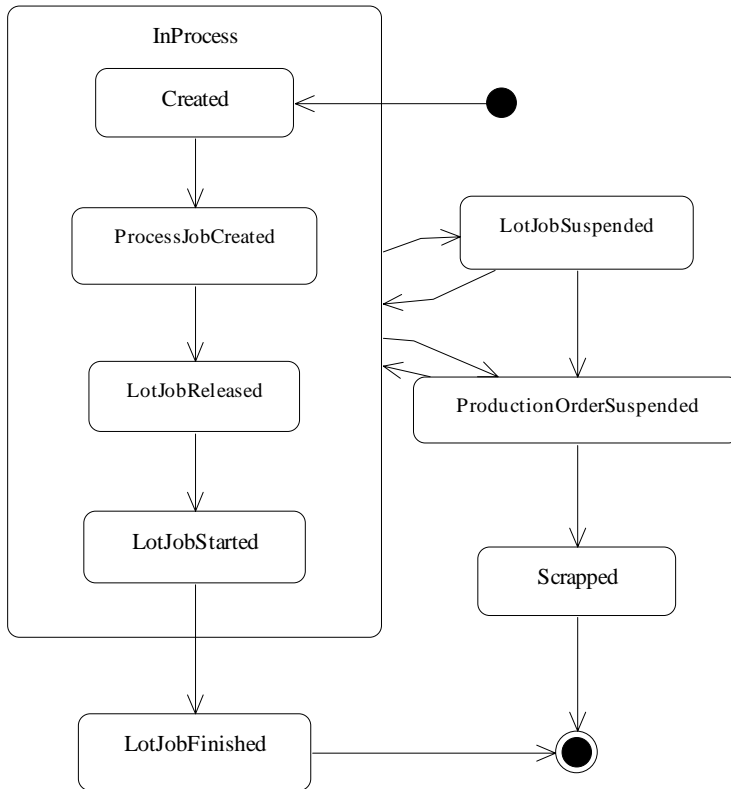 InProcess
Created
ProcessJobCreated
LotJobSuspended
LotJobReleased
ProductionOrderSuspended
LotJobStarted
Scrapped
LotJobFinished